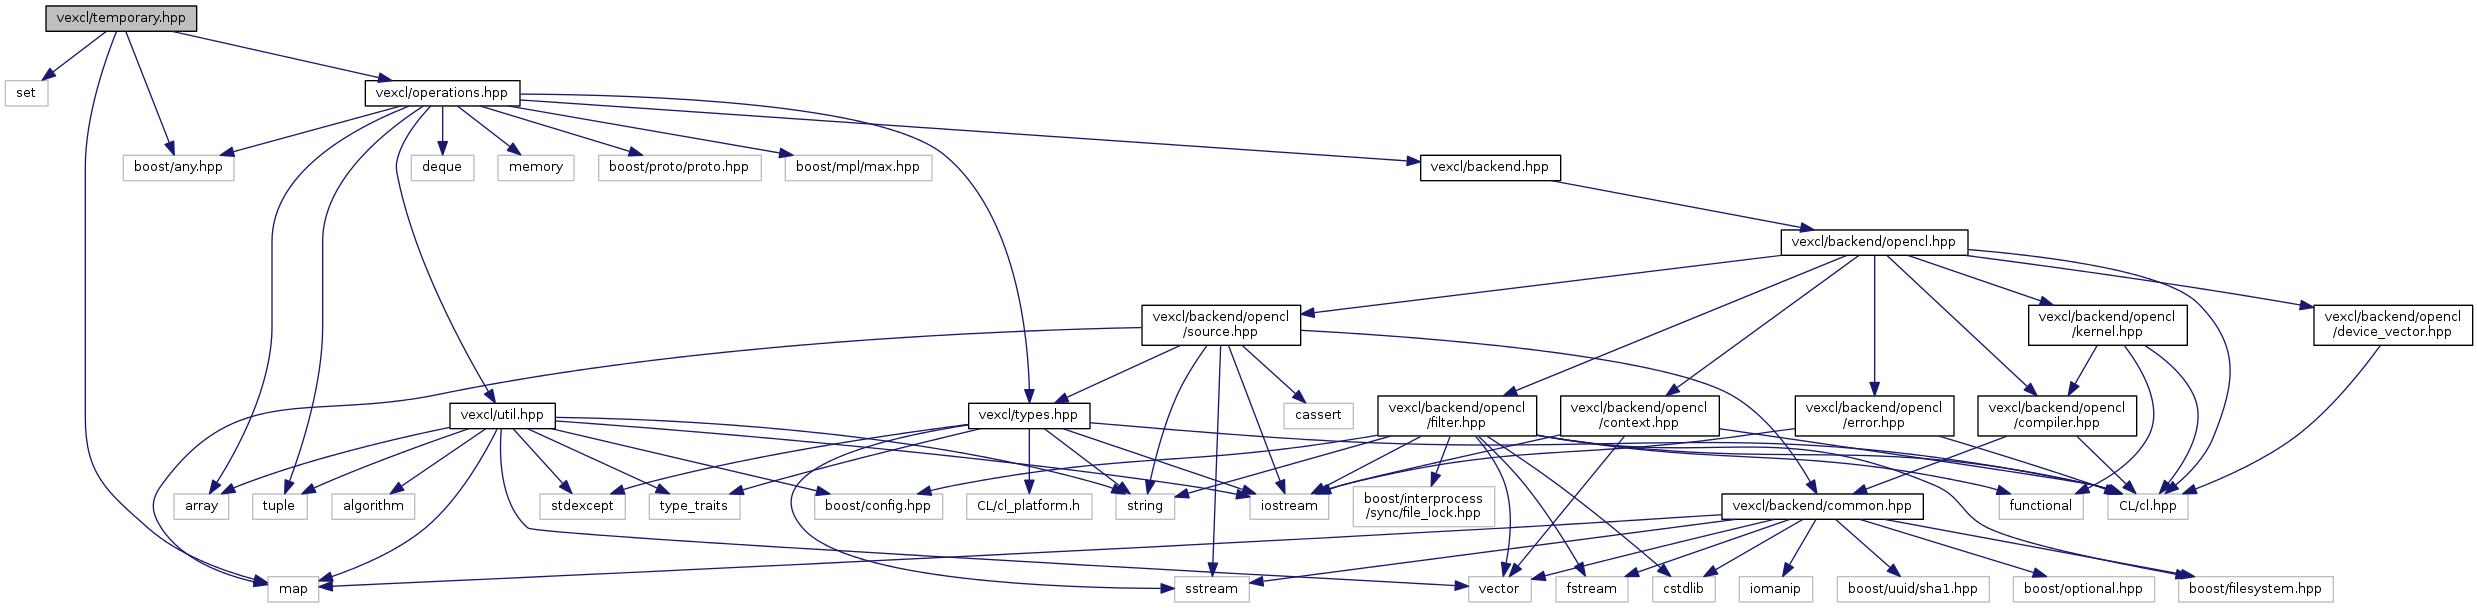 vexcl/temporary.hpp
set
vexcl/operations.hpp
boost/any.hpp
deque
memory
boost/proto/proto.hpp
boost/mpl/max.hpp
vexcl/backend.hpp
vexcl/backend/opencl.hpp
vexcl/backend/opencl
/source.hpp
vexcl/backend/opencl
/kernel.hpp
vexcl/backend/opencl
/device_vector.hpp
vexcl/util.hpp
vexcl/types.hpp
cassert
vexcl/backend/opencl
/filter.hpp
vexcl/backend/opencl
/context.hpp
vexcl/backend/opencl
/error.hpp
vexcl/backend/opencl
/compiler.hpp
array
tuple
algorithm
stdexcept
type_traits
boost/config.hpp
CL/cl_platform.h
string
iostream
boost/interprocess
/sync/file_lock.hpp
vexcl/backend/common.hpp
functional
CL/cl.hpp
map
sstream
vector
fstream
cstdlib
iomanip
boost/uuid/sha1.hpp
boost/optional.hpp
boost/filesystem.hpp